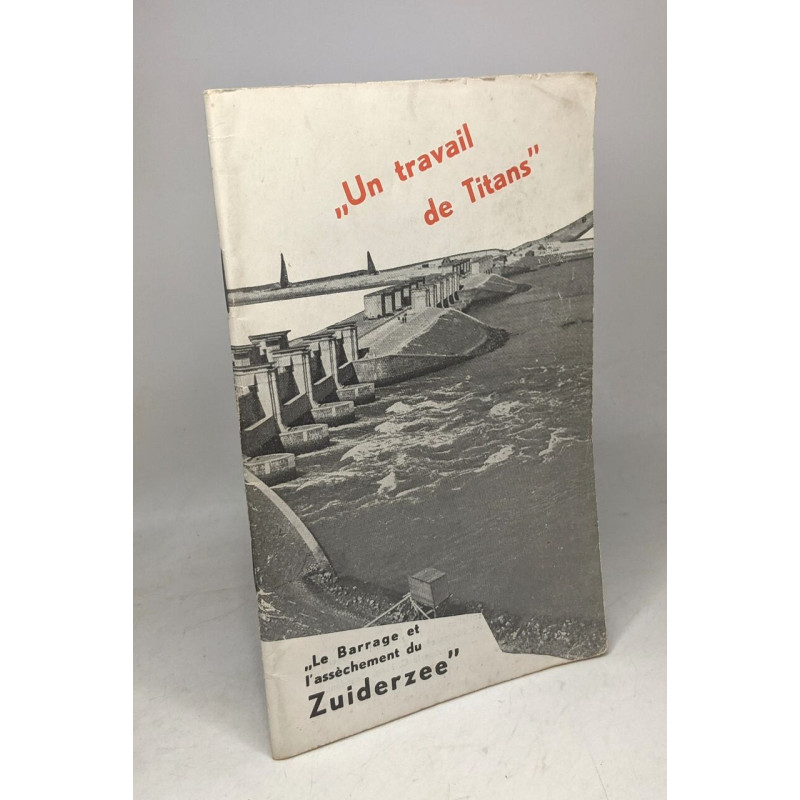 „Un travail
de Titans”
„Le Barrage et
l'assèchement du
Zuiderzee”